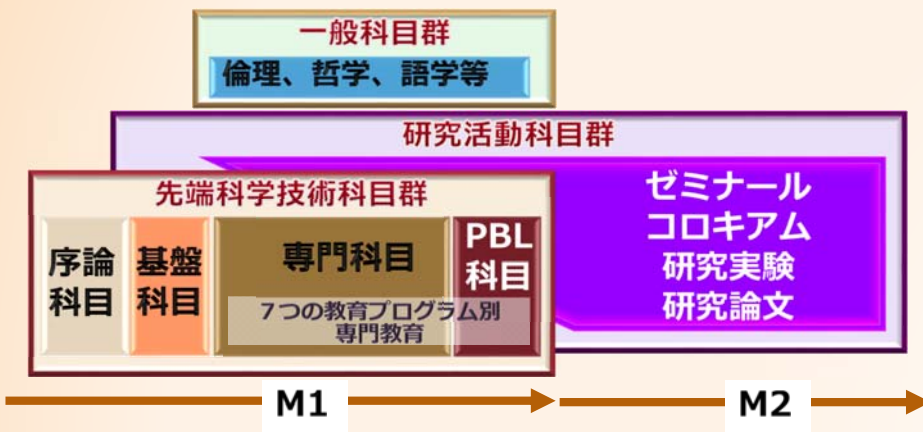 一般科目群
倫理、哲学、語学等
研究活動科目群
ゼミナール
コロキアム
研究実験
研究論文
先端科学技術科目群
序論
科目
基盤
科目
専門科目
PBL
科目
7つの教育プログラム別
専門教育
M1
M2